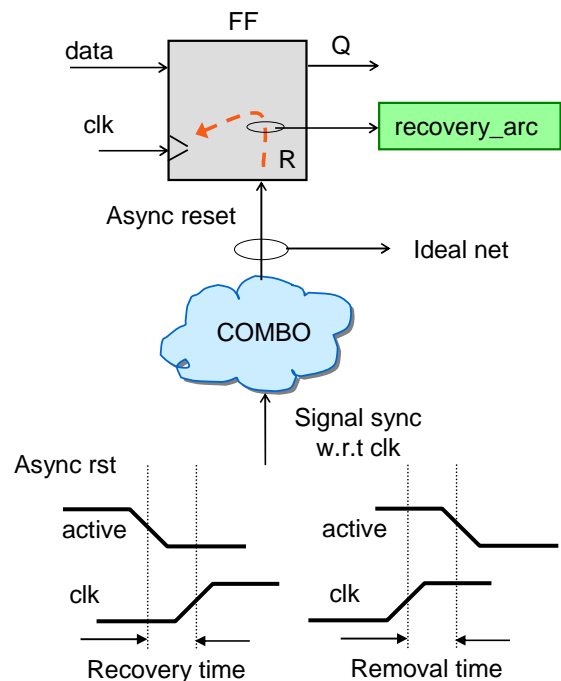 FF
data
Q
clk
recovery_arc
R
Async reset
Ideal net
COMBO
Signal sync
w.r.t clk
Async rst
active
active
clk
clk
Recovery time
Removal time